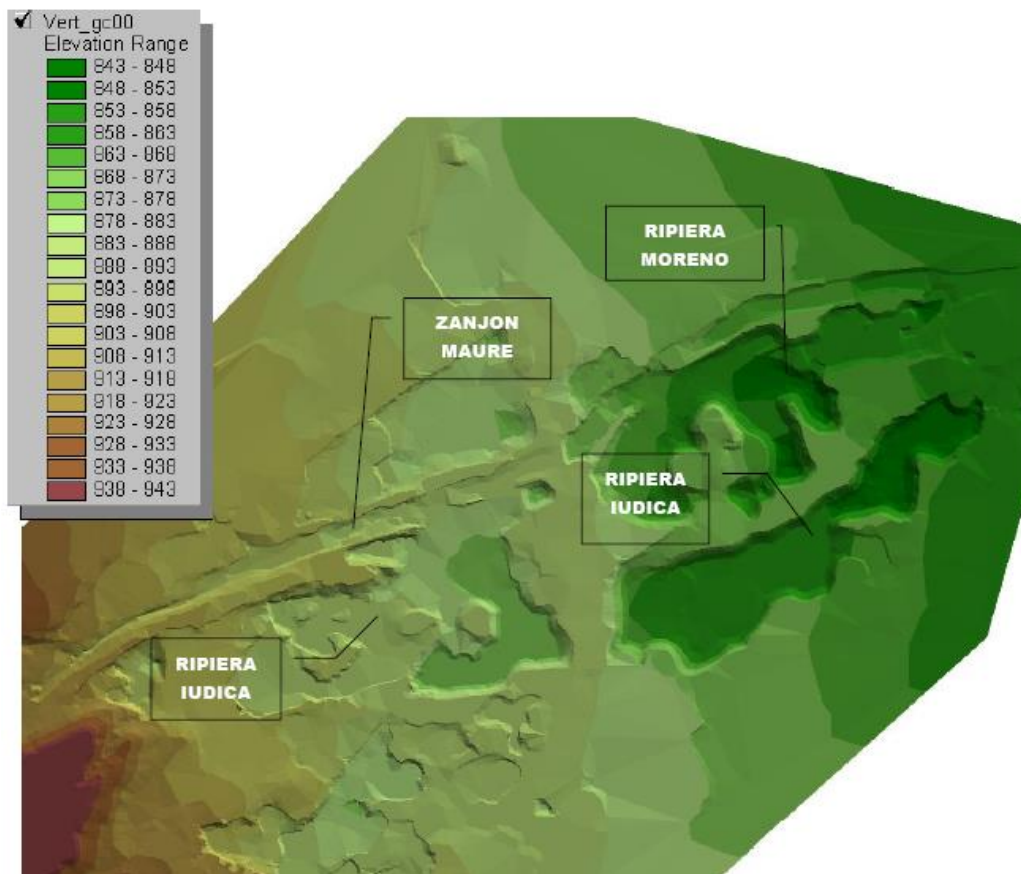 Vert_gc00
Elevation Range
843 - 848
848 - 853
853 - 858
858 - 863
863 - 868
868 - 873
873 - 878
878 - 883
883 - 888
888 - 893
893 - 898
898 - 903
903 - 908
908 - 913
913 - 918
918 - 923
923 - 928
928 - 933
933 - 938
938 - 943
RIPIERA
MORENO
ZANJON
MAURE
RIPIERA
IUDICA
RIPIERA
IUDICA